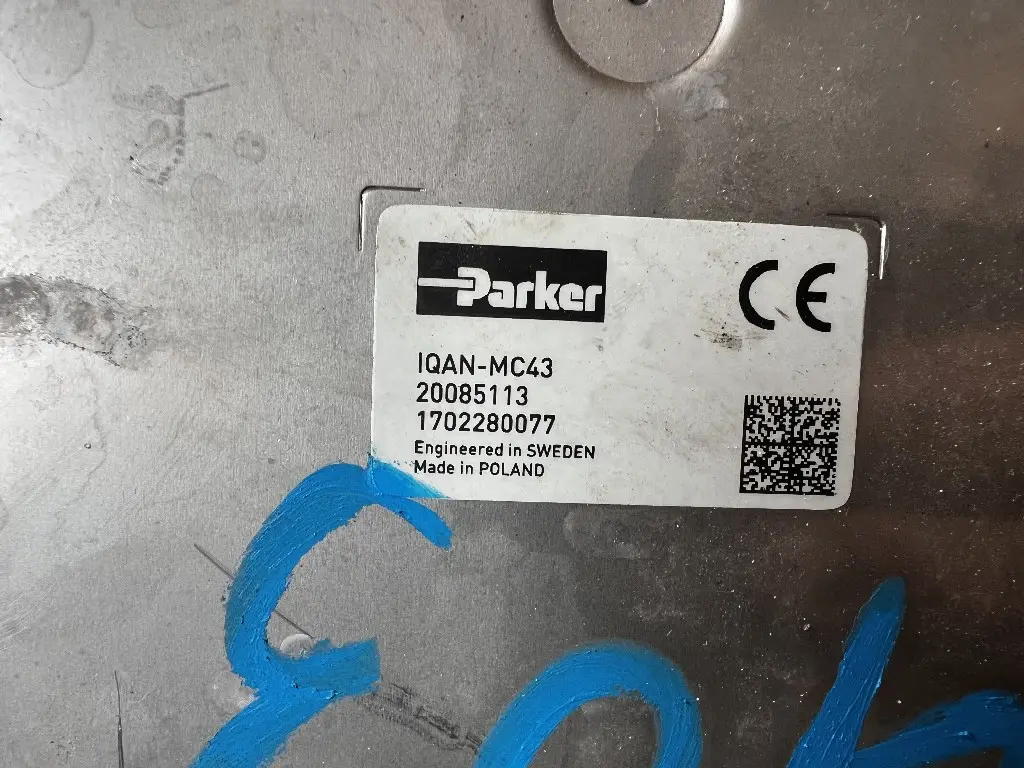 Parker
CE
IQAN-MC43
20085113
1702280077
Engineered in SWEDEN
Made in POLAND